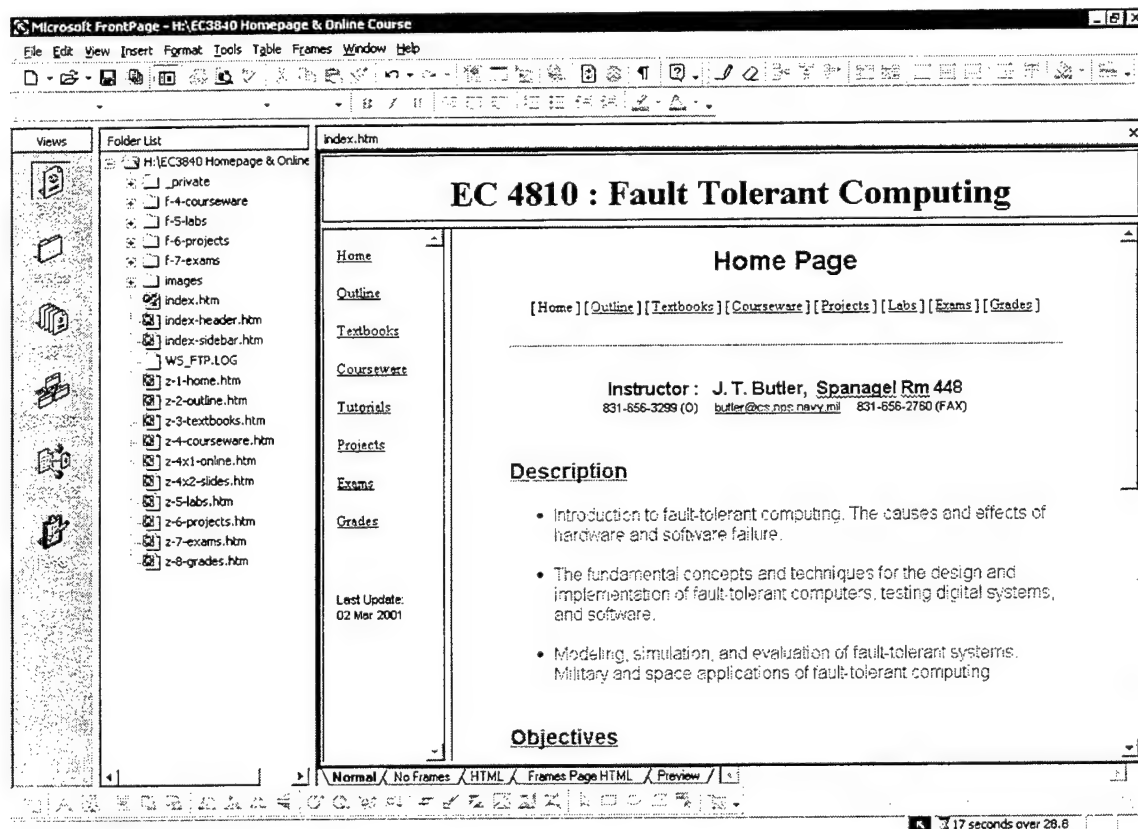 Microsoft FrontPage - H:\EC3840 Homepage & Online Course
File Edit View Insert Format Tools Table Frames Window Help
Views
Folder List
index.htm
H:\EC3840 Homepage & Online
_private
f-4-courseware
f-5-labs
f-6-projects
f-7-exams
images
index.htm
index-header.htm
index-sidebar.htm
WS_FTP.LOG
z-1-home.htm
z-2-outline.htm
z-3-textbooks.htm
z-4-courseware.htm
z-4x1-online.htm
z-4x2-slides.htm
z-5-labs.htm
z-6-projects.htm
z-7-exams.htm
z-8-grades.htm
EC 4810 : Fault Tolerant Computing
Home
Outline
Textbooks
Courseware
Tutorials
Projects
Exams
Grades
Last Update:
02 Mar 2001
Home Page
[ Home ] [ Outline ] [ Textbooks ] [ Courseware ] [ Projects ] [ Labs ] [ Exams ] [ Grades ]
Instructor : J. T. Butler, Spanagel Rm 448
831-656-3299 (O) butler@cs.nps.navy.mil 831-656-2760 (FAX)
Description
• Introduction to fault-tolerant computing. The causes and effects of
hardware and software failure.
• The fundamental concepts and techniques for the design and
implementation of fault-tolerant computers, testing digital systems,
and software.
• Modeling, simulation, and evaluation of fault-tolerant systems.
Military and space applications of fault-tolerant computing
Objectives
Normal No Frames HTML Frames Page HTML Preview
17 seconds over 28.8